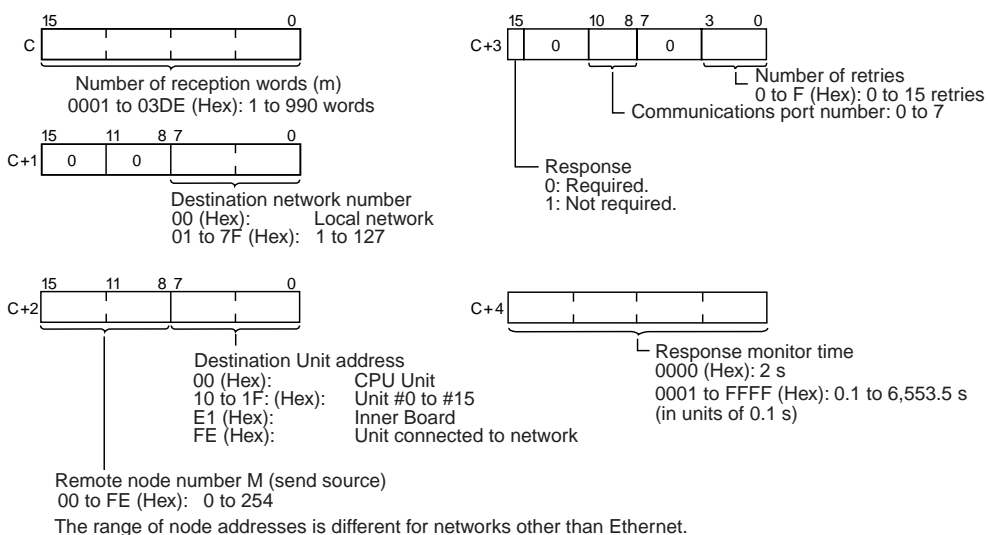 15 0
C
Number of reception words (m)
0001 to 03DE (Hex): 1 to 990 words
15 11 8 7 0
C+1 0 0
Destination network number
00 (Hex): Local network
01 to 7F (Hex): 1 to 127
15 11 8 7 0
C+2
Destination Unit address
00 (Hex): CPU Unit
10 to 1F: (Hex): Unit #0 to #15
E1 (Hex): Inner Board
FE (Hex): Unit connected to network
Remote node number M (send source)
00 to FE (Hex): 0 to 254
The range of node addresses is different for networks other than Ethernet.
15 10 8 7 3 0
C+3 0 0
Number of retries
0 to F (Hex): 0 to 15 retries
Communications port number: 0 to 7
Response
0: Required.
1: Not required.
C+4
Response monitor time
0000 (Hex): 2 s
0001 to FFFF (Hex): 0.1 to 6,553.5 s
(in units of 0.1 s)